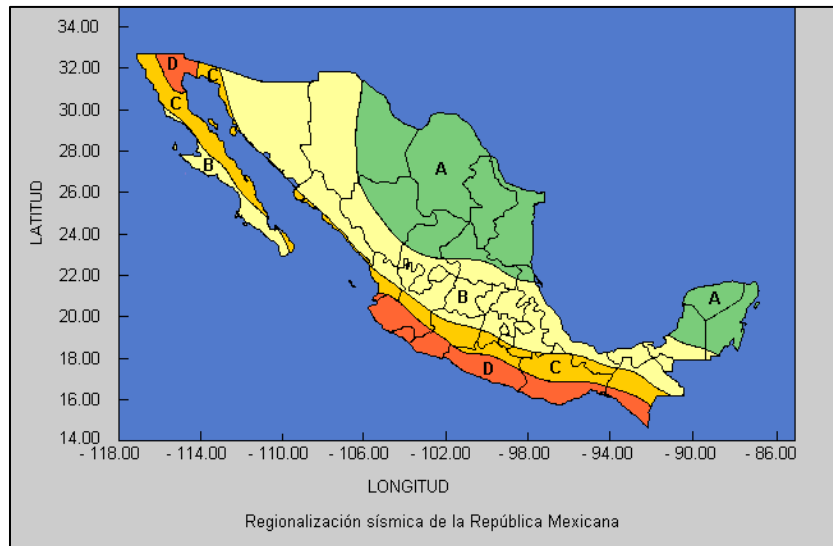 34.00
32.00
30.00
28.00
26.00
24.00
22.00
20.00
18.00
16.00
14.00
LATITUD
D
C
C
B
A
A
B
C
D
- 118.00 - 114.00 - 110.00 - 106.00 - 102.00 - 98.00 - 94.00 - 90.00 - 86.00
LONGITUD
Regionalización sísmica de la República Mexicana